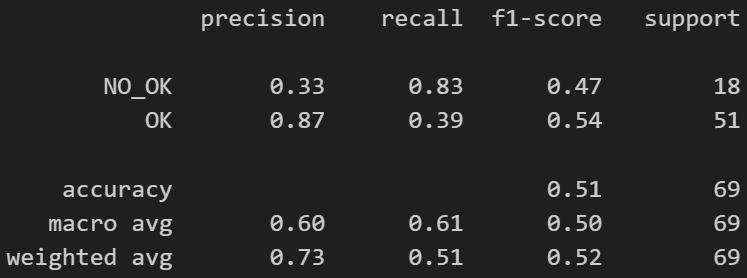 precision recall f1-score support
NO_OK 0.33 0.83 0.47 18
OK 0.87 0.39 0.54 51
accuracy 0.51 69
macro avg 0.60 0.61 0.50 69
weighted avg 0.73 0.51 0.52 69